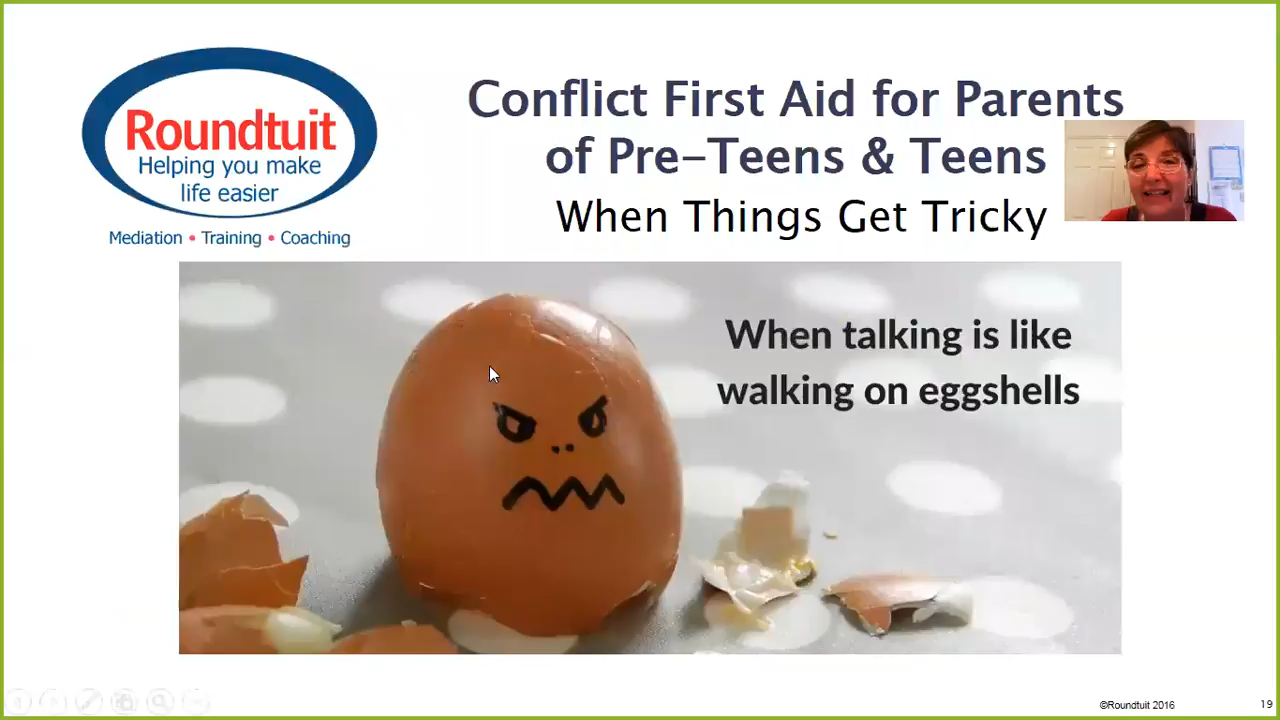 Roundtuit
Helping you make
life easier
Mediation • Training • Coaching
Conflict First Aid for Parents
of Pre-Teens & Teens
When Things Get Tricky
When talking is like
walking on eggshells
©Roundtuit 2016
19